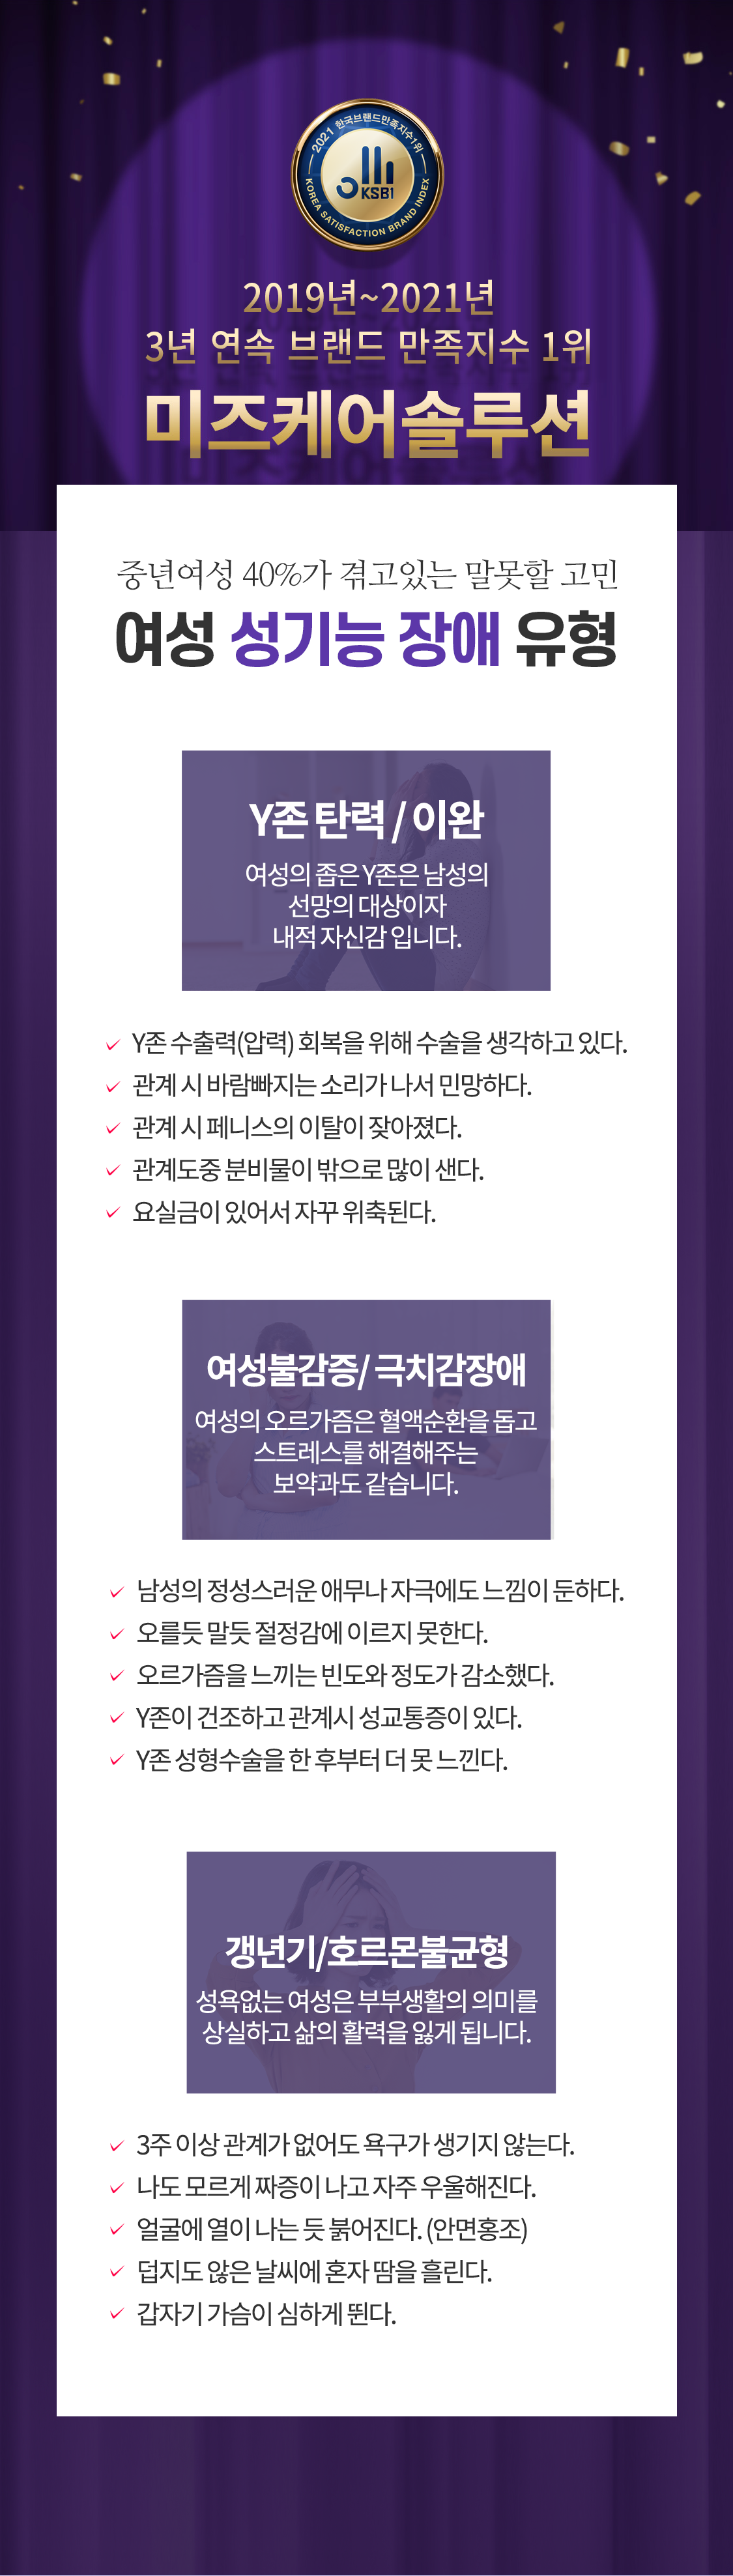 2021 한국브랜드만족지수1위
KSBI
KOREA SATISFACTION BRAND INDEX
2019년~2021년
3년 연속 브랜드 만족지수 1위
미즈케어솔루션
중년여성 40%가 겪고있는 말못할 고민
여성 성기능 장애 유형
Y존 탄력 / 이완
여성의 좁은 Y존은 남성의
선망의 대상이자
내적 자신감 입니다.
Y존 수출력(압력) 회복을 위해 수술을 생각하고 있다.
관계 시 바람빠지는 소리가 나서 민망하다.
관계 시 페니스의 이탈이 잦아졌다.
관계도중 분비물이 밖으로 많이 샌다.
요실금이 있어서 자꾸 위축된다.
여성불감증/ 극치감장애
여성의 오르가즘은 혈액순환을 돕고
스트레스를 해결해주는
보약과도 같습니다.
남성의 정성스러운 애무나 자극에도 느낌이 둔하다.
오를듯 말듯 절정감에 이르지 못한다.
오르가즘을 느끼는 빈도와 정도가 감소했다.
Y존이 건조하고 관계시 성교통증이 있다.
Y존 성형수술을 한 후부터 더 못 느낀다.
갱년기/호르몬불균형
성욕없는 여성은 부부생활의 의미를
상실하고 삶의 활력을 잃게 됩니다.
3주 이상 관계가 없어도 욕구가 생기지 않는다.
나도 모르게 짜증이 나고 자주 우울해진다.
얼굴에 열이 나는 듯 붉어진다. (안면홍조)
덥지도 않은 날씨에 혼자 땀을 흘린다.
갑자기 가슴이 심하게 뛴다.